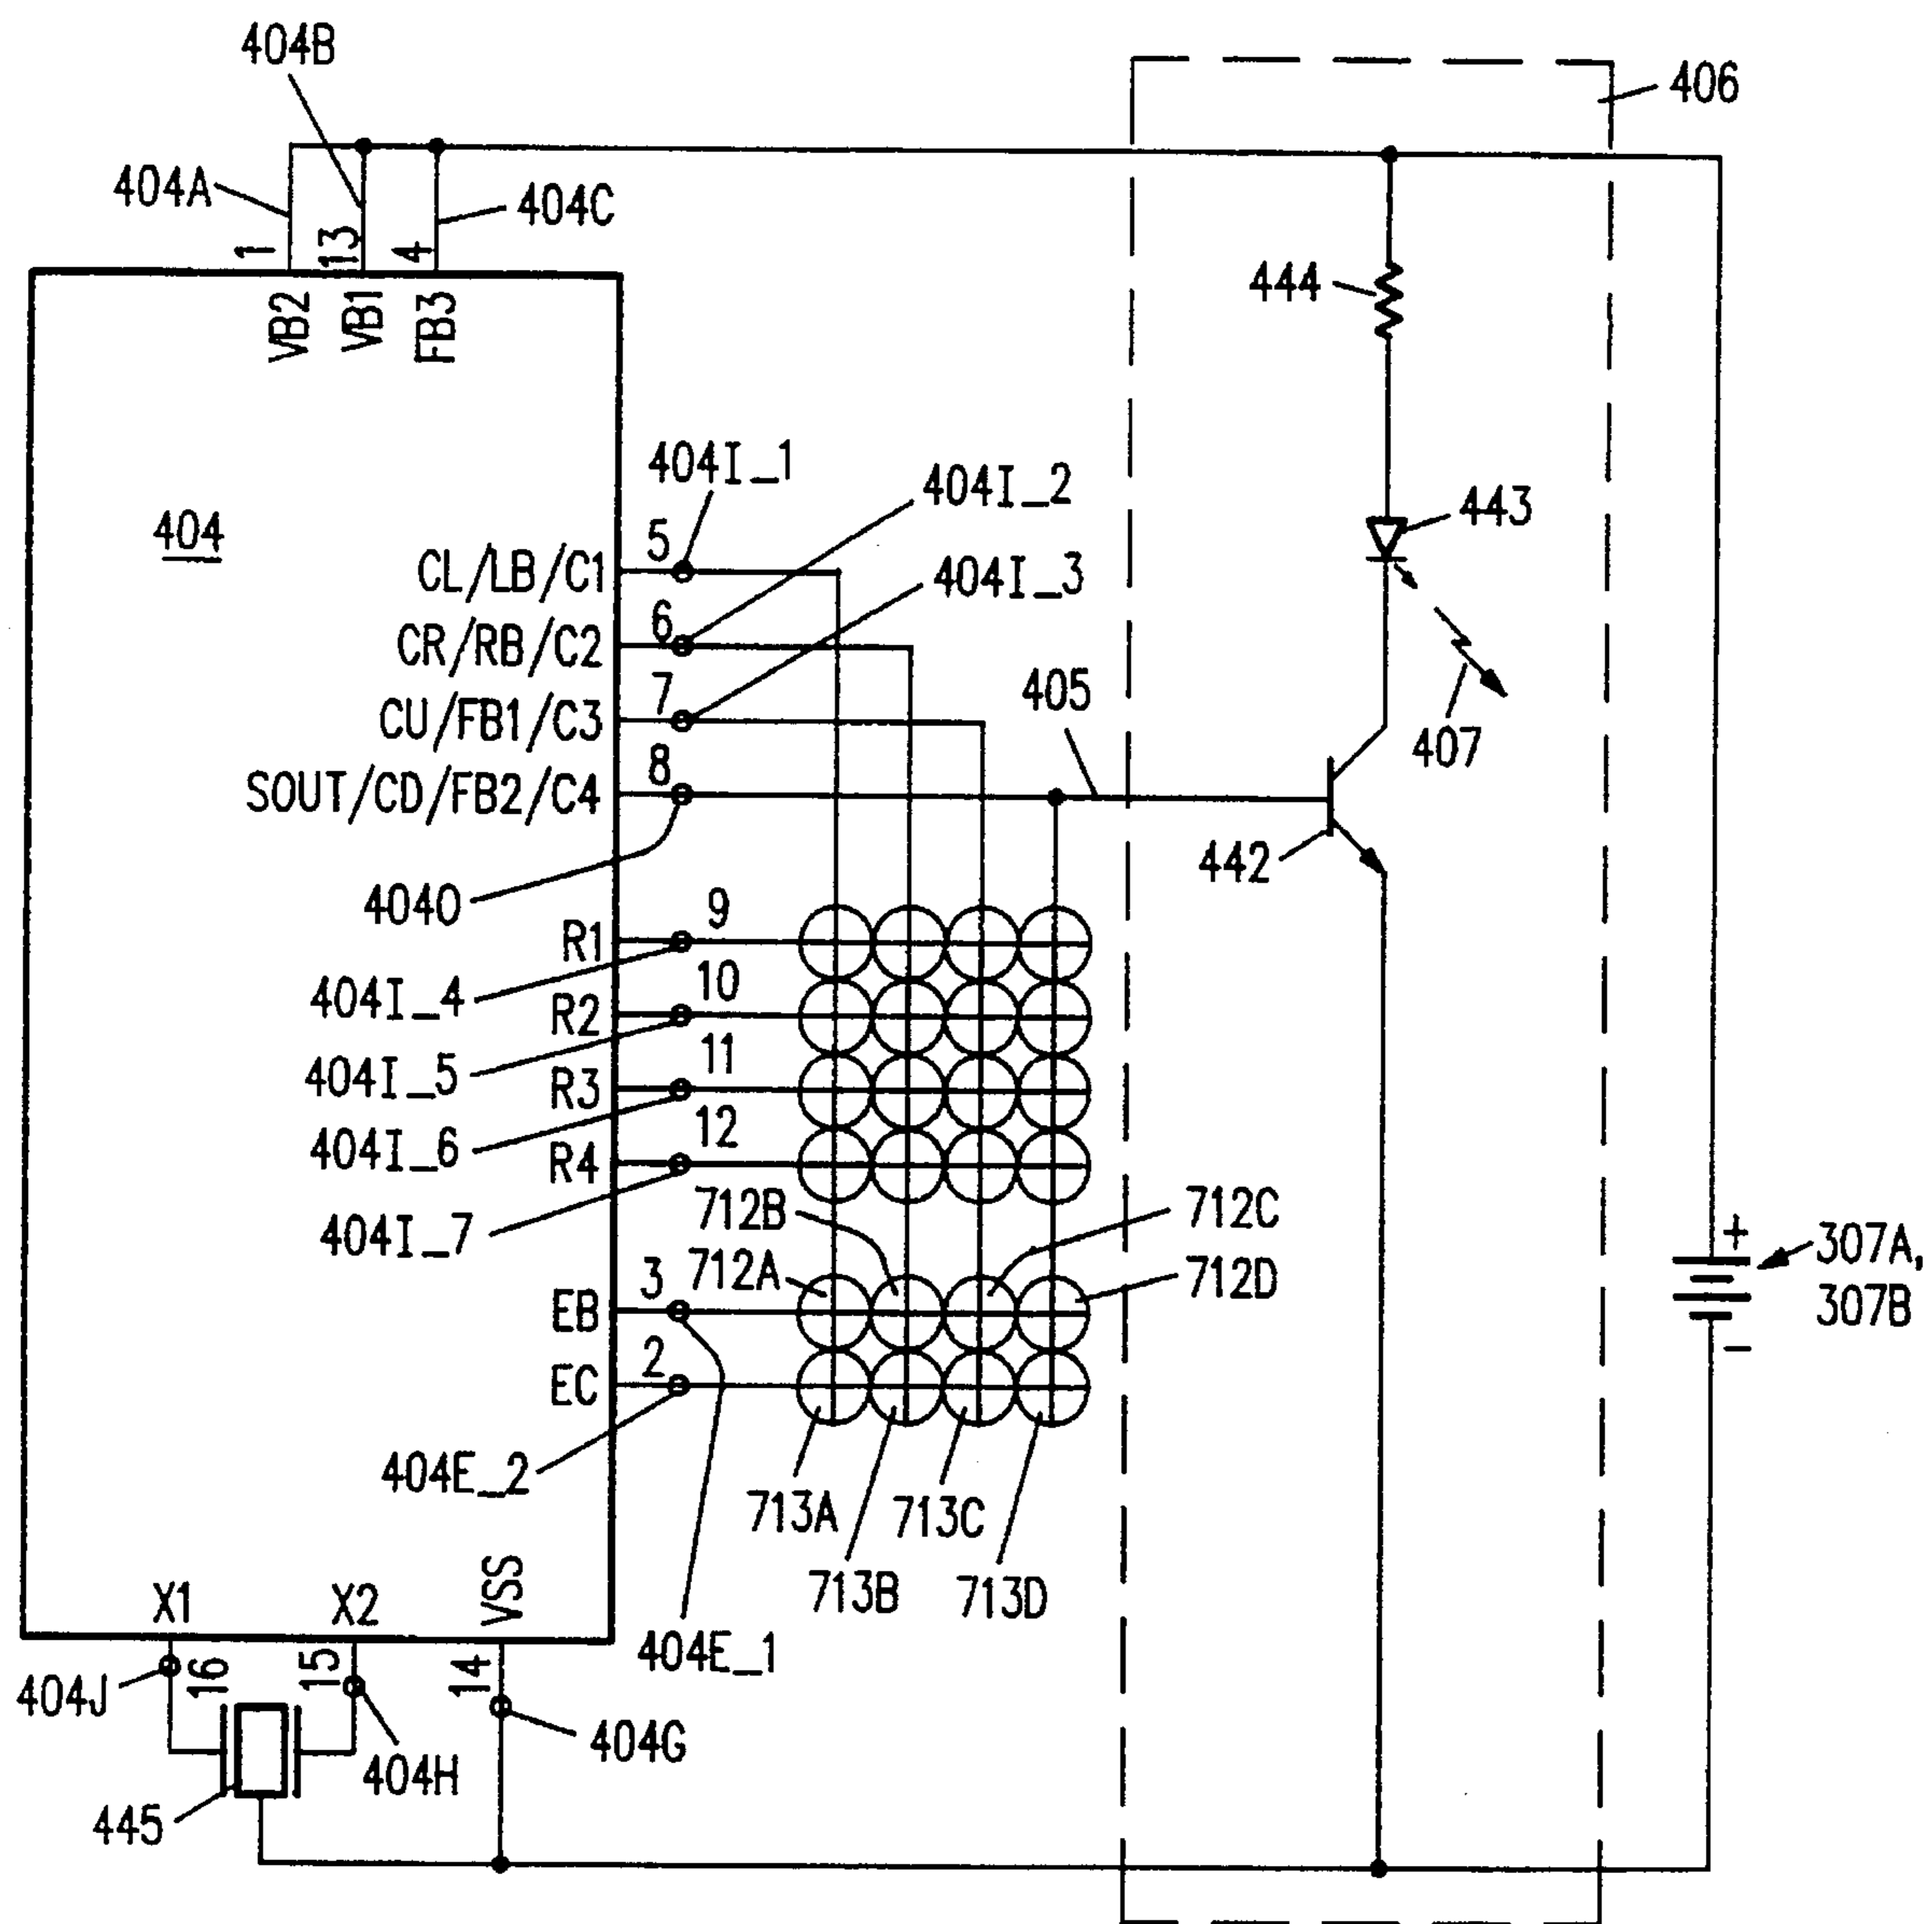 404B
406
404A
404C
1
13
4
VB2
VB1
FB3
444
404
404I_1
404I_2
443
5
CL/LB/C1
404I_3
6
CR/RB/C2
7
405
CU/FB1/C3
407
8
SOUT/CD/FB2/C4
442
4040
9
R1
404I_4
10
R2
404I_5
11
R3
404I_6
12
R4
404I_7
712B
712C
712A
712D
3
EB
+
307A,
307B
−
2
EC
404E_2
713A
713C
713B
713D
404E_1
X1
X2
VSS
404J
16
15
14
404G
404H
445